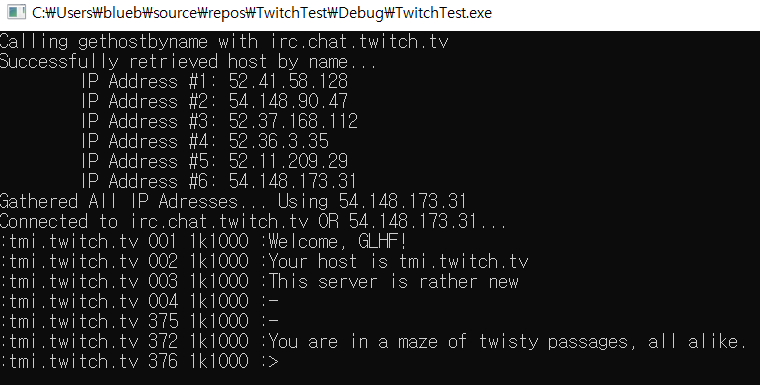 C:₩Users₩blueb₩source₩repos₩TwitchTest₩Debug₩TwitchTest.exe
Calling gethostbyname with irc.chat.twitch.tv
Successfully retrieved host by name...
IP Address #1: 52.41.58.128
IP Address #2: 54.148.90.47
IP Address #3: 52.37.168.112
IP Address #4: 52.36.3.35
IP Address #5: 52.11.209.29
IP Address #6: 54.148.173.31
Gathered All IP Adresses... Using 54.148.173.31
Connected to irc.chat.twitch.tv OR 54.148.173.31...
:tmi.twitch.tv 001 1k1000 :Welcome, GLHF!
:tmi.twitch.tv 002 1k1000 :Your host is tmi.twitch.tv
:tmi.twitch.tv 003 1k1000 :This server is rather new
:tmi.twitch.tv 004 1k1000 :-
:tmi.twitch.tv 375 1k1000 :-
:tmi.twitch.tv 372 1k1000 :You are in a maze of twisty passages, all alike.
:tmi.twitch.tv 376 1k1000 :>